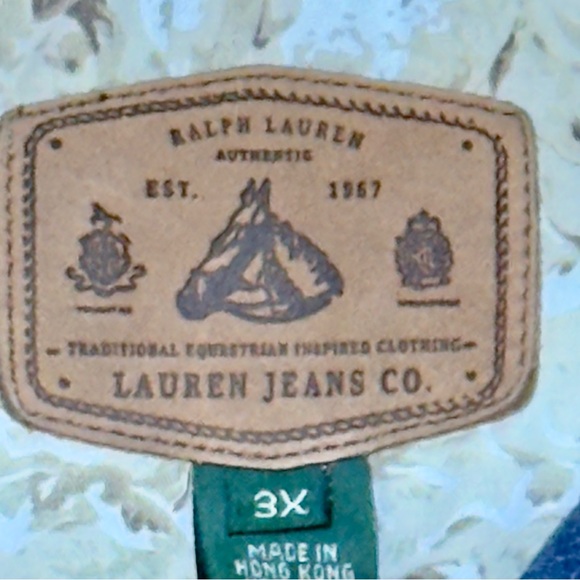 RALPH LAUREN
AUTHENTIC
EST. 1967
TRADITIONAL EQUESTRIAN INSPIRED CLOTHING
LAUREN JEANS CO.
3X
MADE IN
HONG KONG